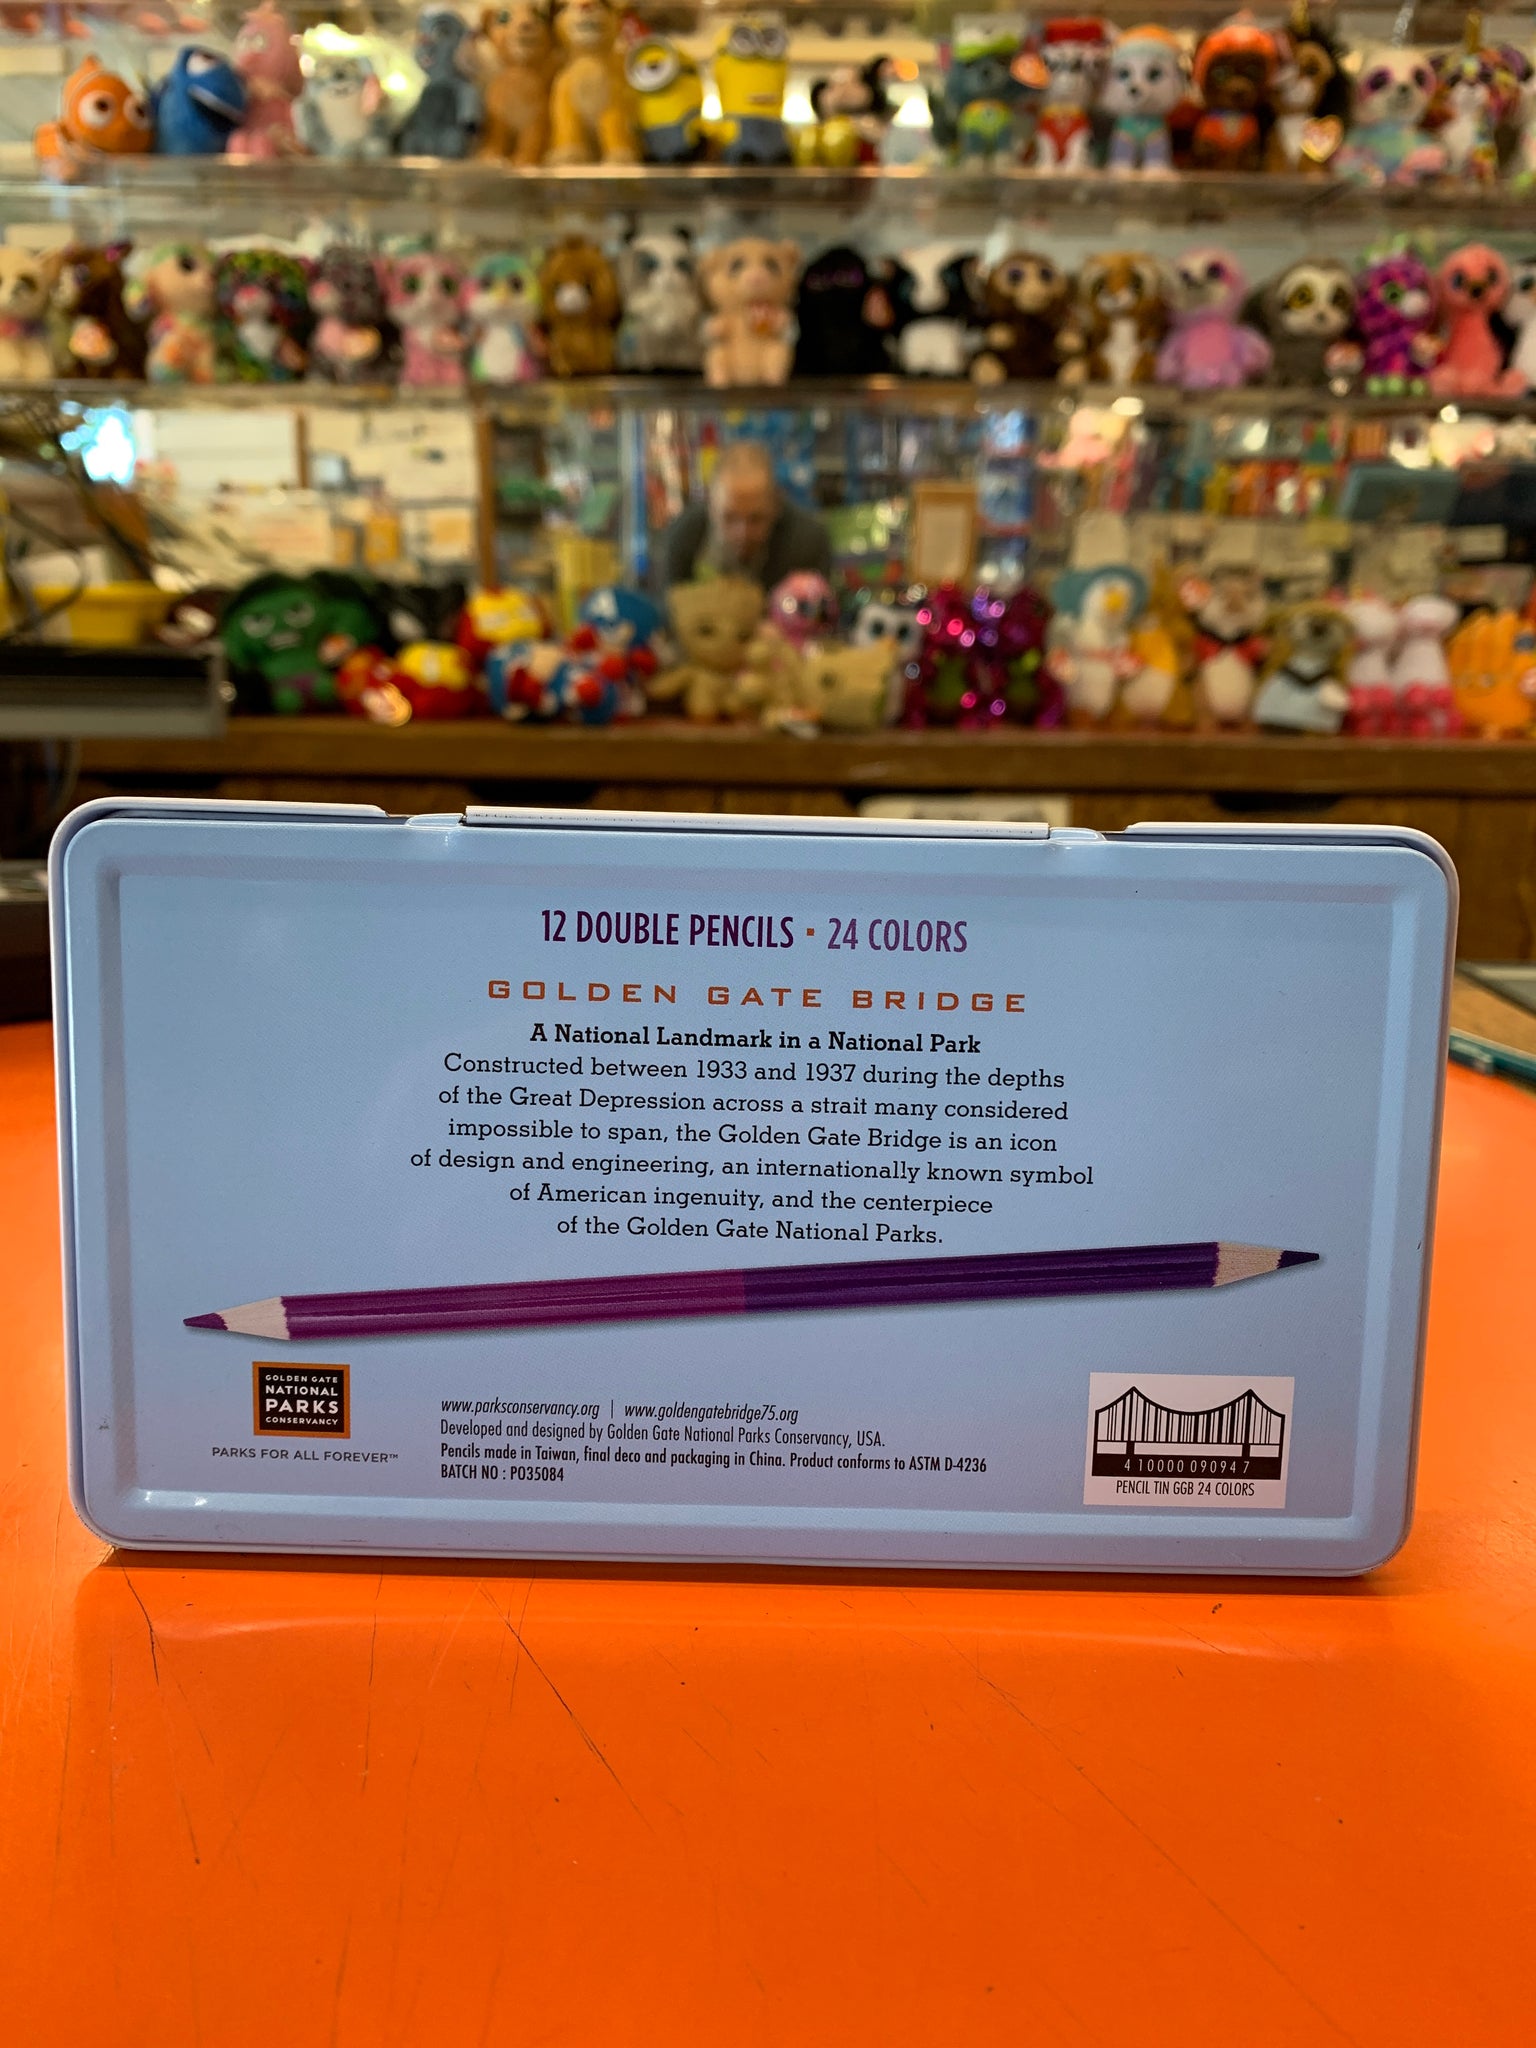 12 DOUBLE PENCILS · 24 COLORS
GOLDEN GATE BRIDGE
A National Landmark in a National Park
Constructed between 1933 and 1937 during the depths
of the Great Depression across a strait many considered
impossible to span, the Golden Gate Bridge is an icon
of design and engineering, an internationally known symbol
of American ingenuity, and the centerpiece
of the Golden Gate National Parks.
GOLDEN GATE
NATIONAL
PARKS
CONSERVANCY
PARKS FOR ALL FOREVER™
www.parksconservancy.org | www.goldengatebridge75.org
Developed and designed by Golden Gate National Parks Conservancy, USA.
Pencils made in Taiwan, final deco and packaging in China. Product conforms to ASTM D-4236
BATCH NO : PO35084
4 10000 09094 7
PENCIL TIN GGB 24 COLORS